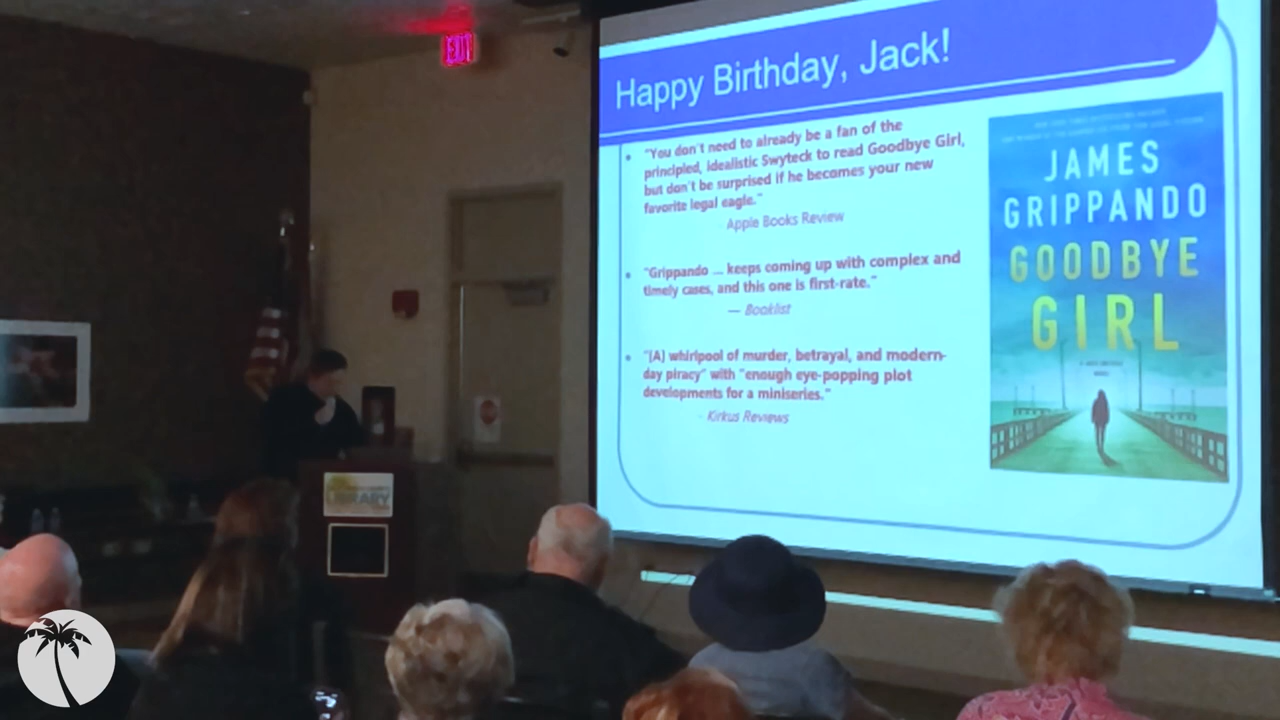 EXIT
Happy Birthday, Jack!
"You don't need to already be a fan of the
principled, idealistic Swyteck to read Goodbye Girl,
but don't be surprised if he becomes your new
favorite legal eagle."
Apple Books Review
"Grippando ... keeps coming up with complex and
timely cases, and this one is first-rate."
— Booklist
"[A] whirlpool of murder, betrayal, and modern-
day piracy" with "enough eye-popping plot
developments for a miniseries."
- Kirkus Reviews
JAMES
GRIPPANDO
GOODBYE
GIRL
NOVEL
LIBRARY